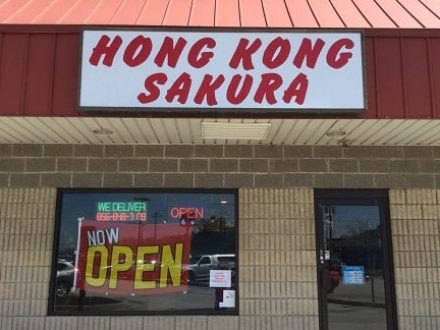 HONG KONG
SAKURA
WE DELIVER
OPEN
NOW
OPEN